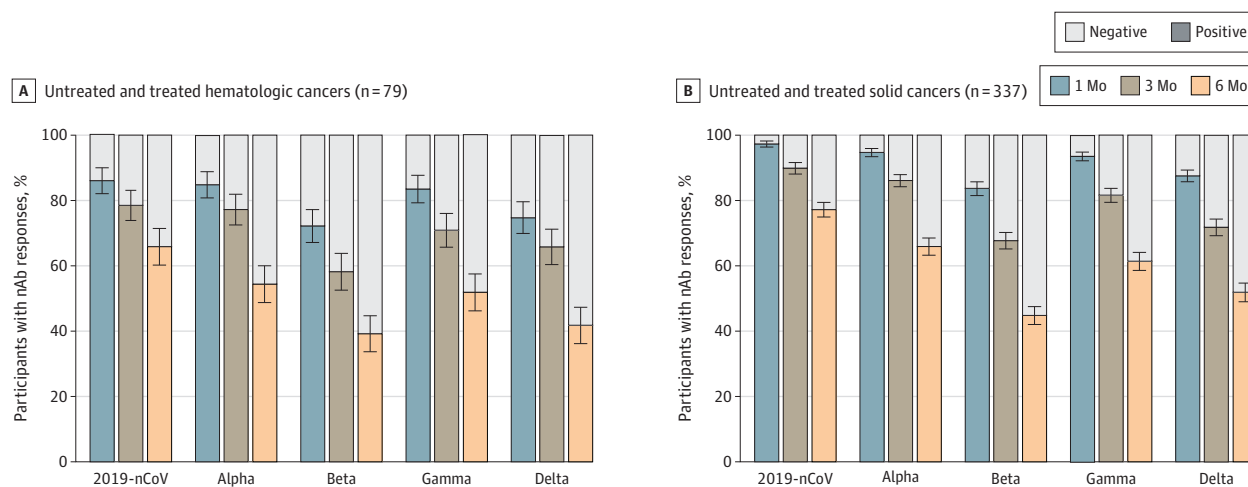 Negative Positive
A Untreated and treated hematologic cancers (n=79)
B Untreated and treated solid cancers (n=337)
1 Mo 3 Mo 6 Mo
Participants with nAb responses, %
100
80
60
40
20
0
2019-nCoV Alpha Beta Gamma Delta
Participants with nAb responses, %
100
80
60
40
20
0
2019-nCoV Alpha Beta Gamma Delta